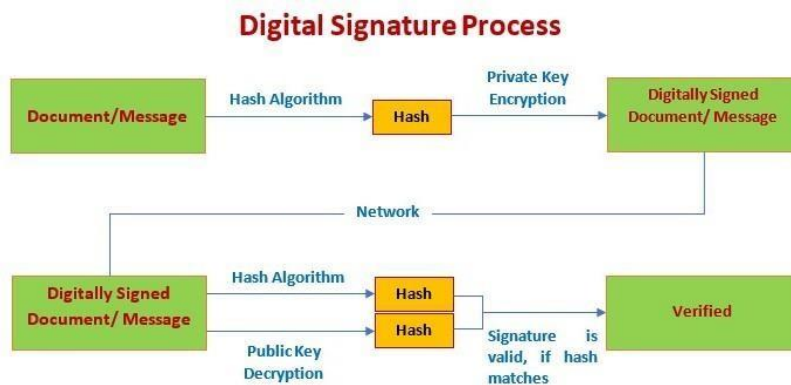 Digital Signature Process
Document/Message
Hash Algorithm
Hash
Private Key
Encryption
Digitally Signed
Document/ Message
Network
Digitally Signed
Document/ Message
Hash Algorithm
Hash
Hash
Public Key
Decryption
Signature is
valid, if hash
matches
Verified